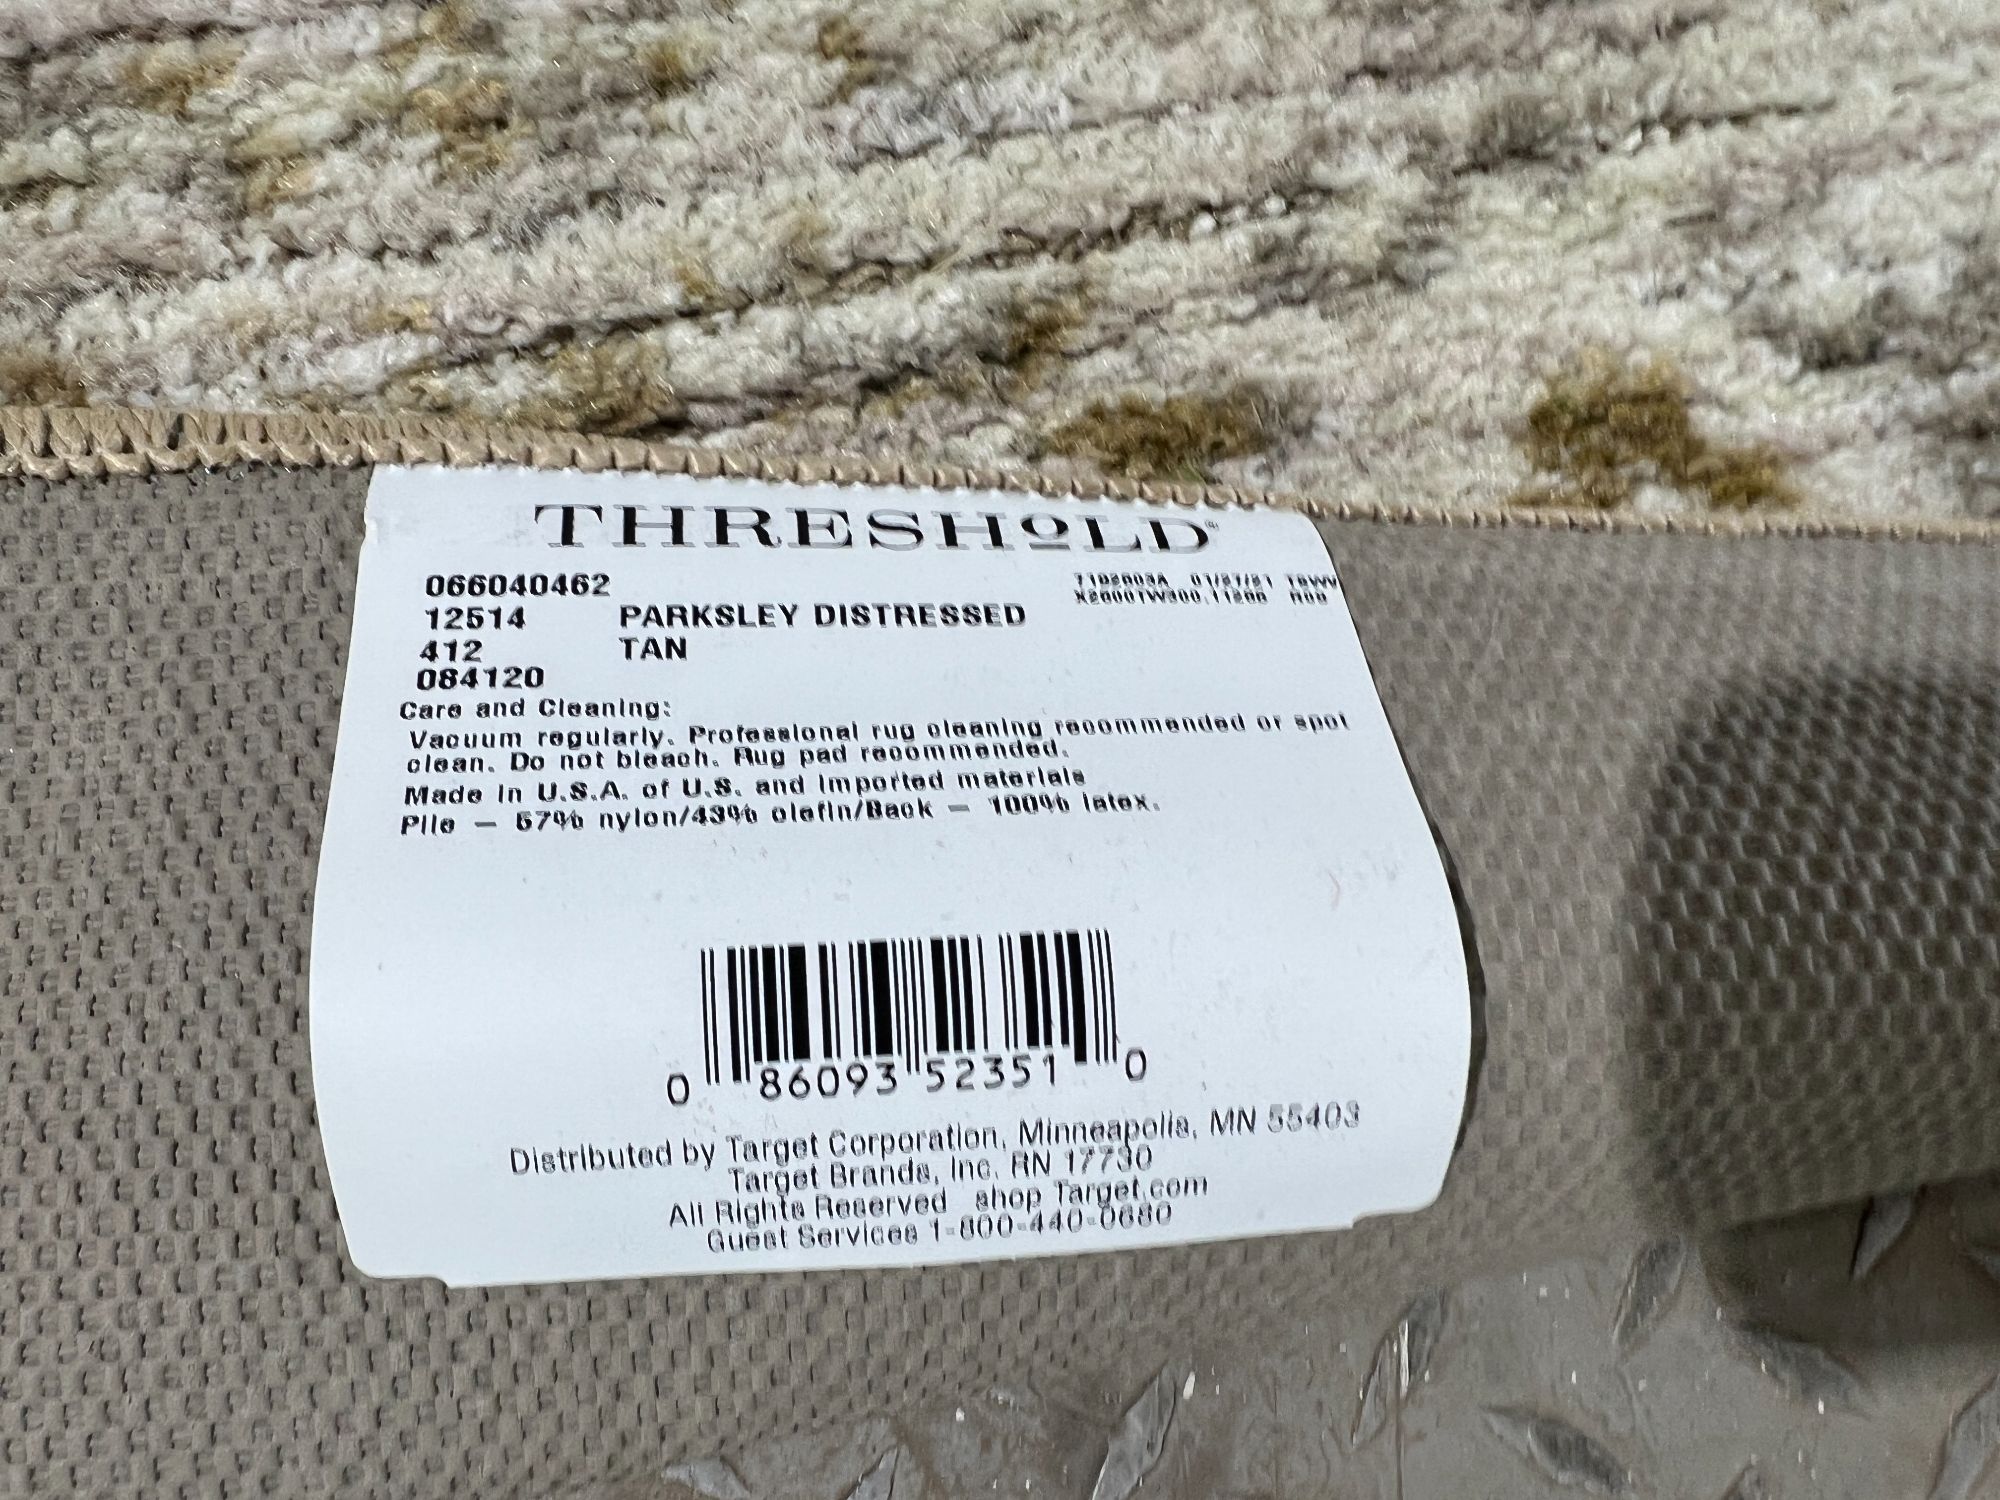 THRESHOLD®
066040462
12514 PARKSLEY DISTRESSED
412 TAN
084120
Care and Cleaning:
Vacuum regularly. Professional rug cleaning recommended or spot
clean. Do not bleach. Rug pad recommended.
Made in U.S.A. of U.S. and imported materials
Pile — 57% nylon/43% olefin/Back — 100% latex.
0 86093 52351 0
Distributed by Target Corporation, Minneapolis, MN 55403
Target Brands, Inc. RN 17730
All Rights Reserved shop Target.com
Guest Services 1-800-440-0680